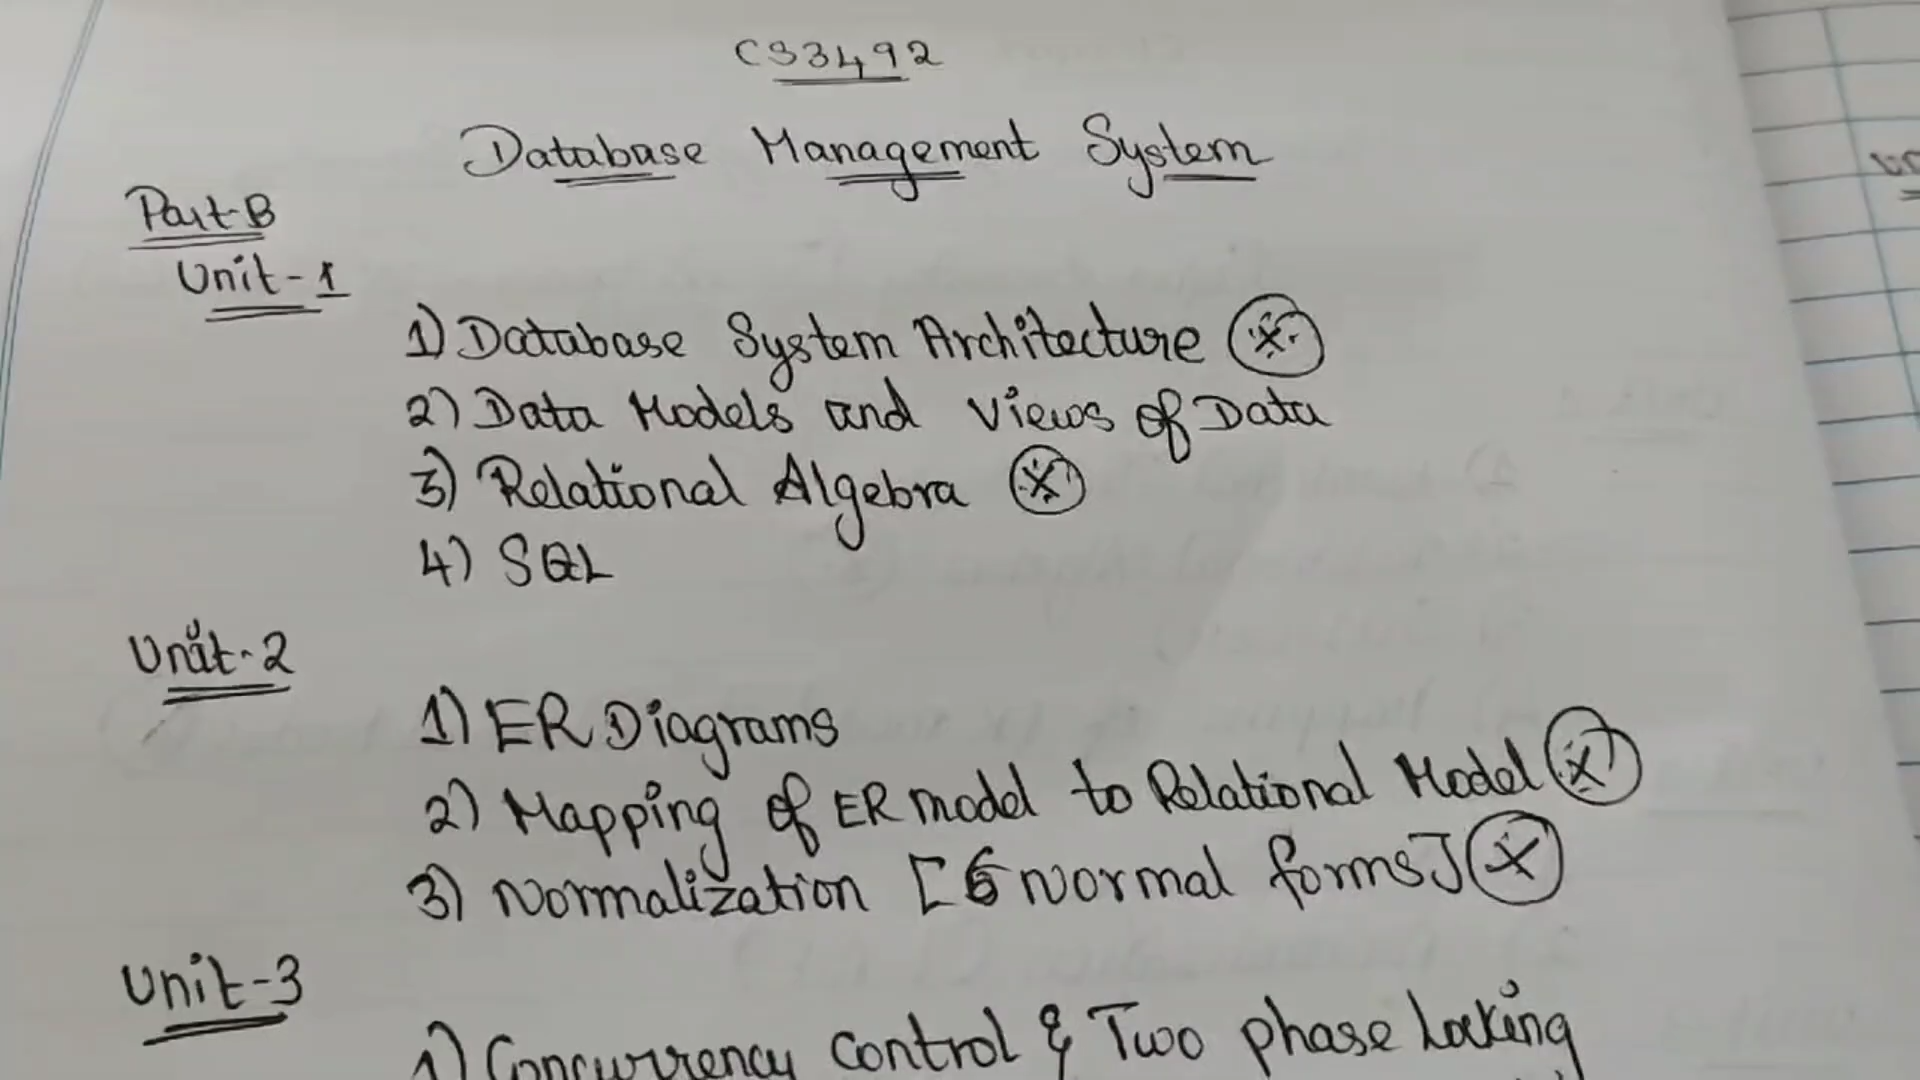 CS3492
Database Management System
Part-B
Unit-1
1) Database System Architecture
2) Data Models and Views of Data
3) Relational Algebra
4) SQL
Unit-2
1) ER Diagrams
2) Mapping of ER model to Relational Model
3) Normalization [6 Normal forms]
Unit-3
1) Concurrency Control & Two phase Locking